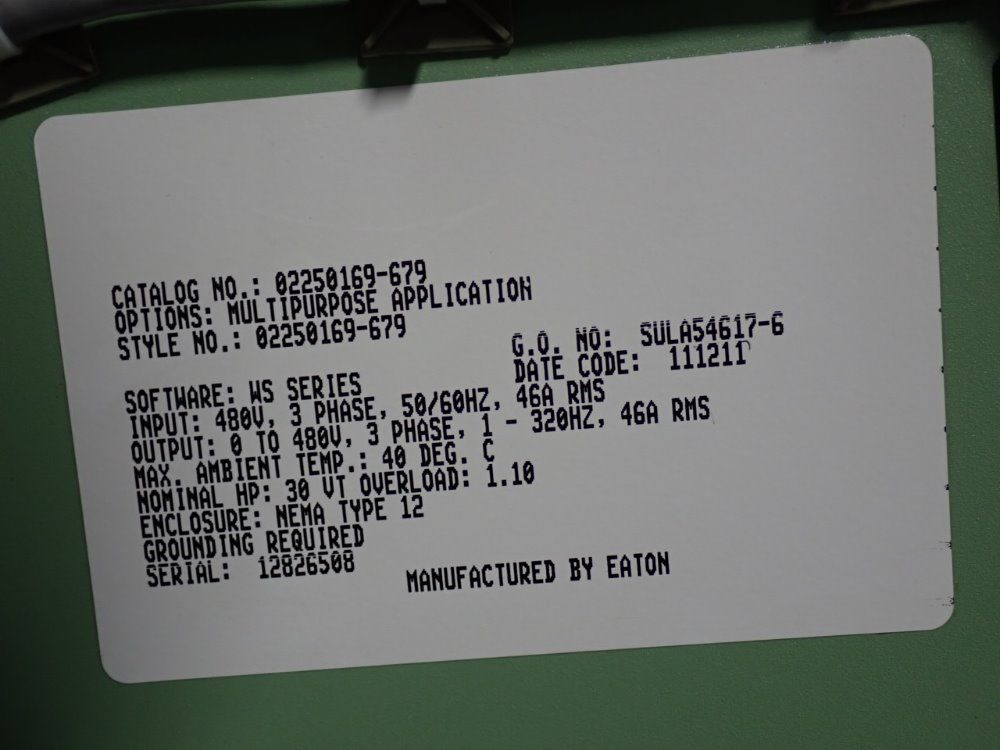 CATALOG NO.: 02250169-679
OPTIONS: MULTIPURPOSE APPLICATION
STYLE NO.: 02250169-679
G.O. NO: SULA54617-6
DATE CODE: 111211
SOFTWARE: WS SERIES
INPUT: 480V, 3 PHASE, 50/60HZ, 46A RMS
OUTPUT: 0 TO 480V, 3 PHASE, 1 - 320HZ, 46A RMS
MAX. AMBIENT TEMP.: 40 DEG. C
NOMINAL HP: 30 VT OVERLOAD: 1.10
ENCLOSURE: NEMA TYPE 12
GROUNDING REQUIRED
SERIAL: 12826508
MANUFACTURED BY EATON